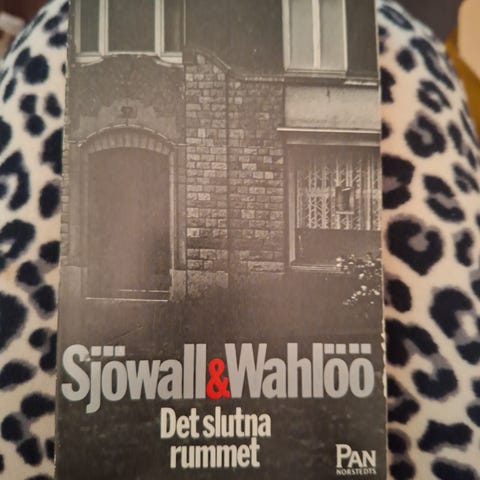 Sjöwall&Wahlöö
Det slutna
rummet
PAN
NORSTEDTS